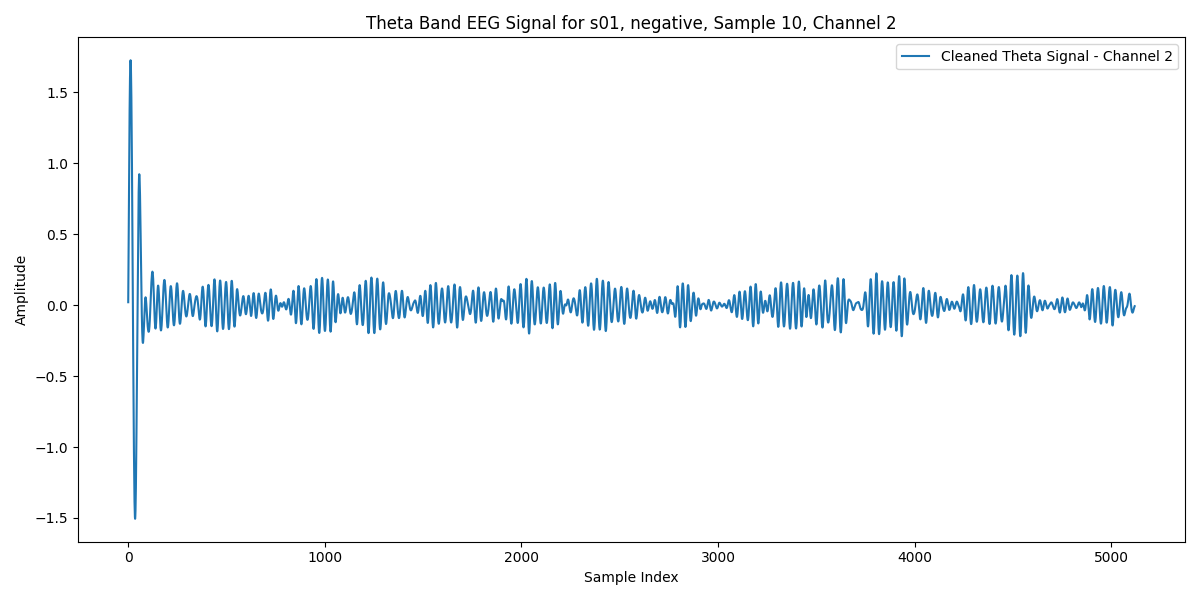 Theta Band EEG Signal for s01, negative, Sample 10, Channel 2
Cleaned Theta Signal - Channel 2
Amplitude
1.5
1.0
0.5
0.0
−0.5
−1.0
−1.5
0 1000 2000 3000 4000 5000
Sample Index